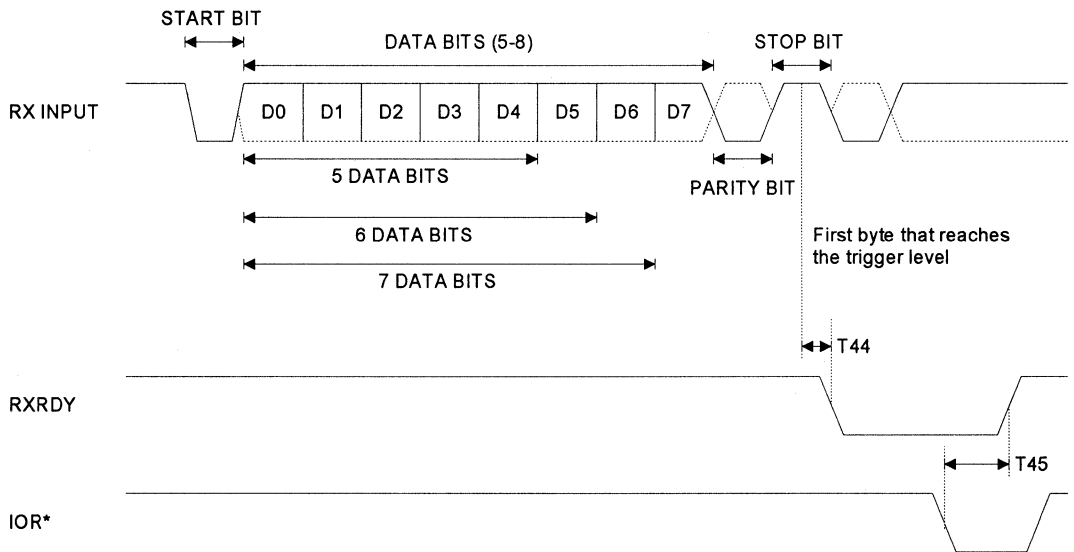 START BIT
DATA BITS (5-8)
STOP BIT
RX INPUT
D0 D1 D2 D3 D4 D5 D6 D7
5 DATA BITS
PARITY BIT
6 DATA BITS
First byte that reaches
the trigger level
7 DATA BITS
T44
RXRDY
T45
IOR*